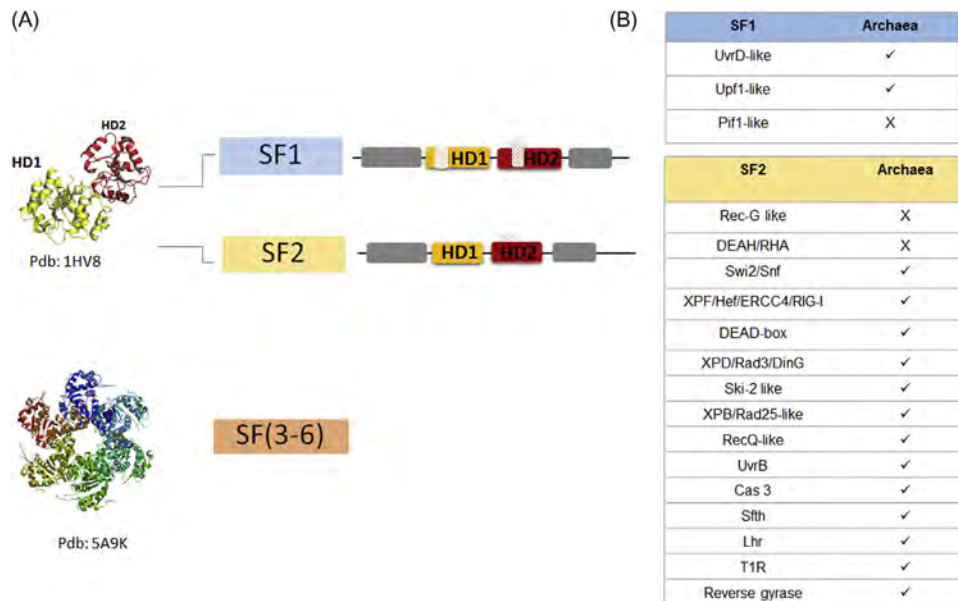 (A)
HD2
HD1
Pdb: 1HV8
SF1
HD1 HD2
SF2
HD1 HD2
Pdb: 5A9K
SF(3-6)
(B)
SF1 Archaea
UvrD-like ✓
Upf1-like ✓
Pif1-like X
SF2 Archaea
Rec-G like X
DEAH/RHA X
Swi2/Snf ✓
XPF/Hef/ERCC4/RIG-I ✓
DEAD-box ✓
XPD/Rad3/DinG ✓
Ski-2 like ✓
XPB/Rad25-like ✓
RecQ-like ✓
UvrB ✓
Cas 3 ✓
Sfth ✓
Lhr ✓
T1R ✓
Reverse gyrase ✓